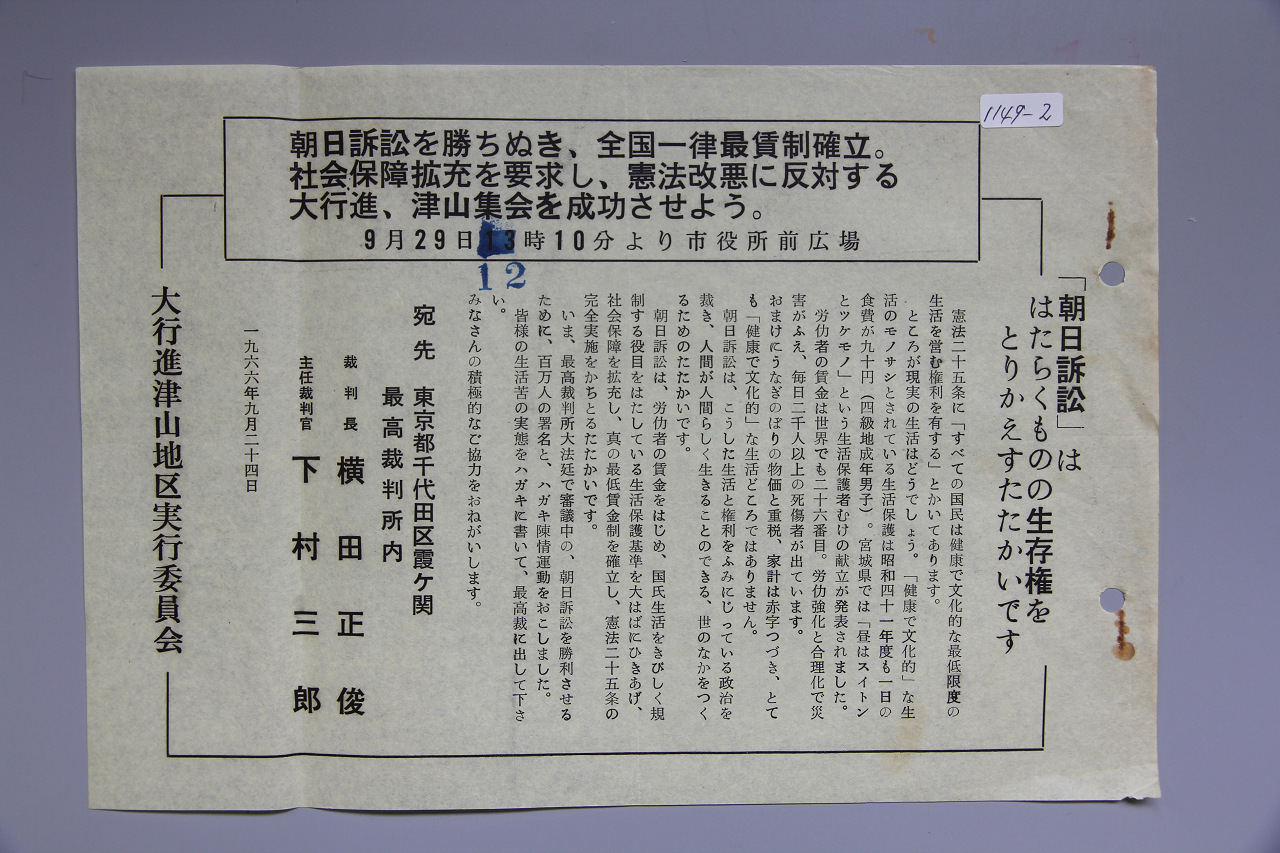 1149-2
朝日訴訟を勝ちぬき、全国一律最賃制確立。
社会保障拡充を要求し、憲法改悪に反対する
大行進、津山集会を成功させよう。
9月29日13時10分より市役所前広場
12
「朝日訴訟」は
はたらくものの生存権を
とりかえすたたかいです
憲法二十五条に「すべての国民は健康で文化的な最低限度の
生活を営む権利を有する」とかいてあります。
ところが現実の生活はどうでしょう。「健康で文化的」な生
活のモノサシとされている生活保護は昭和四十一年度も一日の
食費が九十円（四級地成年男子）。宮城県では「昼はスイトン
とツケモノ」という生活保護者むけの献立が発表されました。
労仂者の賃金は世界でも二十六番目。労仂強化と合理化で災
害がふえ、毎日二千人以上の死傷者が出ています。
おまけにうなぎのぼりの物価と重税、家計は赤字つづき、とて
も「健康で文化的」な生活どころではありません。
朝日訴訟は、こうした生活と権利をふみにじっている政治を
裁き、人間が人間らしく生きることのできる、世のなかをつく
るためのたたかいです。
朝日訴訟は、労仂者の賃金をはじめ、国民生活をきびしく規
制する役目をはたしている生活保護基準を大はばにひきあげ、
社会保障を拡充し、真の最低賃金制を確立し、憲法二十五条の
完全実施をかちとるたたかいです。
いま、最高裁判所大法廷で審議中の、朝日訴訟を勝利させる
ために、百万人の署名と、ハガキ陳情運動をおこしました。
皆様の生活苦の実態をハガキに書いて、最高裁に出して下さ
い。
みなさんの積極的なご協力をおねがいします。
宛先 東京都千代田区霞ケ関
最高裁判所内
裁判長 横田正俊
主任裁判官 下村三郎
一九六六年九月二十四日
大行進津山地区実行委員会